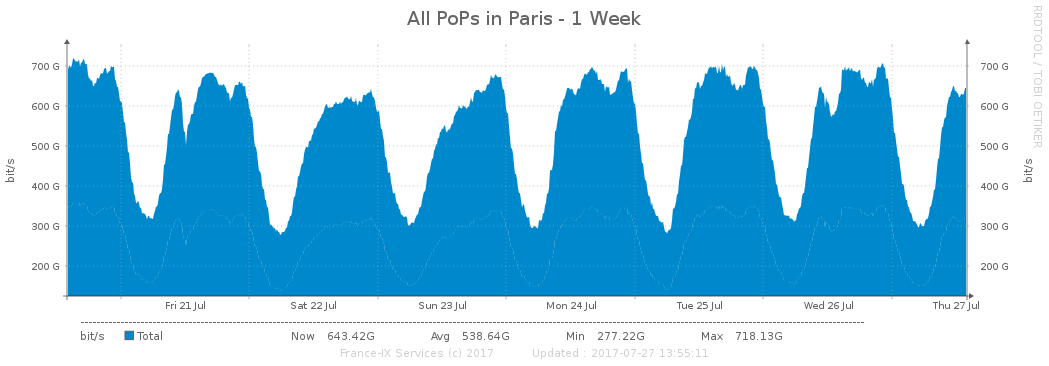 All PoPs in Paris - 1 Week
RRDTOOL / TOBI OETIKER
700 G 700 G
600 G 600 G
500 G 500 G
400 G 400 G
300 G 300 G
200 G 200 G
bit/s bit/s
Fri 21 Jul Sat 22 Jul Sun 23 Jul Mon 24 Jul Tue 25 Jul Wed 26 Jul Thu 27 Jul
bit/s Total Now 643.42G Avg 538.64G Min 277.22G Max 718.13G
France-IX Services (c) 2017 Updated : 2017-07-27 13:55:11